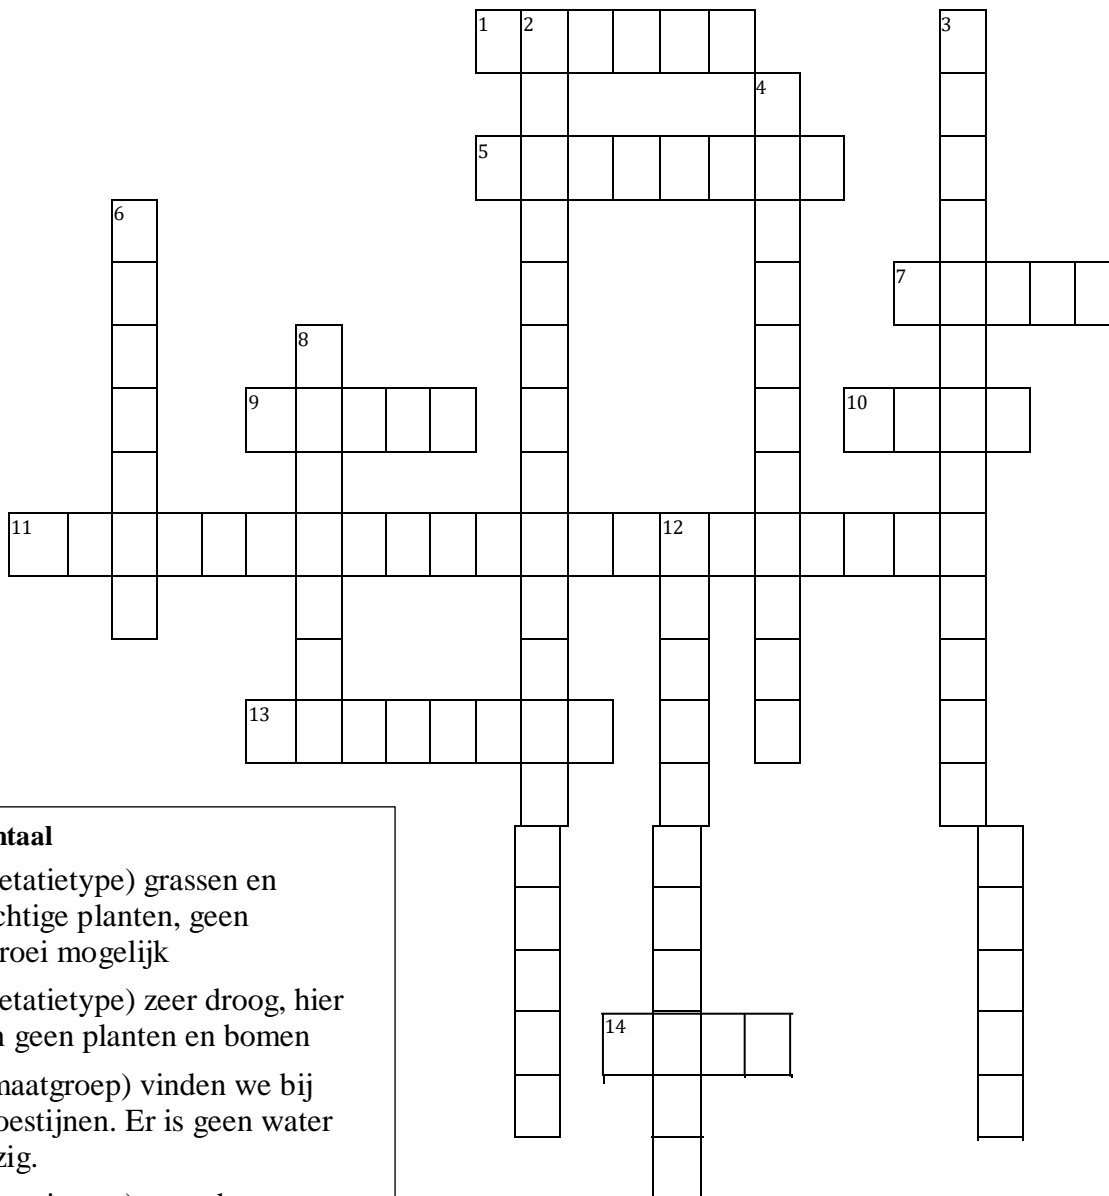 1 2 3
4
5
6
7
8
9 10
11 12
13
ntaal
etatietype) grassen en
chtige planten, geen
roei mogelijk
etatietype) zeer droog, hier
n geen planten en bomen
14
naatgroep) vinden we bij
oestijnen. Er is geen water
zig.